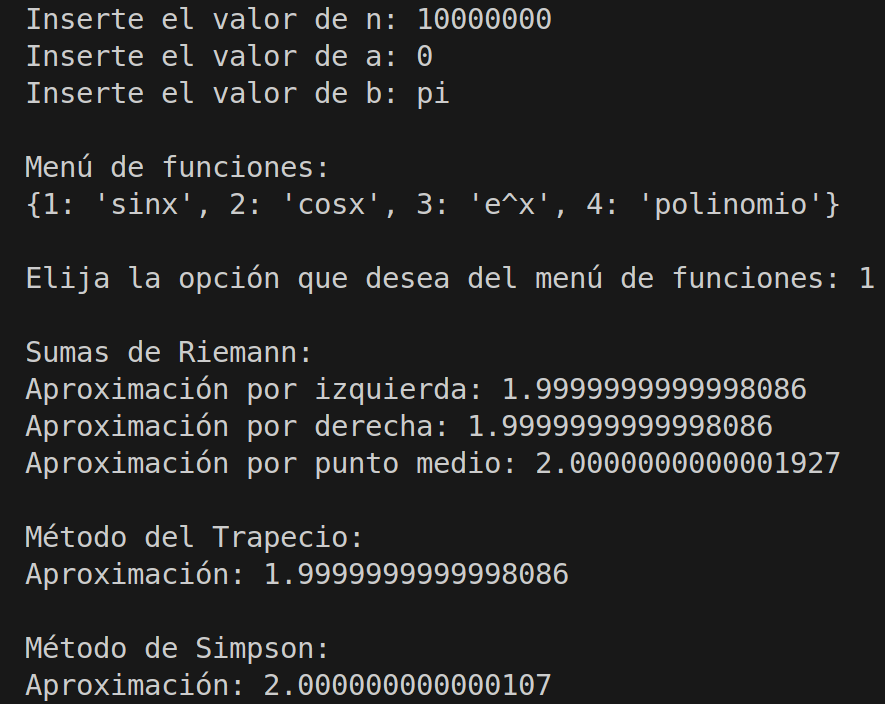 Inserte el valor de n: 10000000
Inserte el valor de a: 0
Inserte el valor de b: pi
Menú de funciones:
{1: 'sinx', 2: 'cosx', 3: 'e^x', 4: 'polinomio'}
Elija la opción que desea del menú de funciones: 1
Sumas de Riemann:
Aproximación por izquierda: 1.9999999999998086
Aproximación por derecha: 1.9999999999998086
Aproximación por punto medio: 2.0000000000001927
Método del Trapecio:
Aproximación: 1.9999999999998086
Método de Simpson:
Aproximación: 2.000000000000107